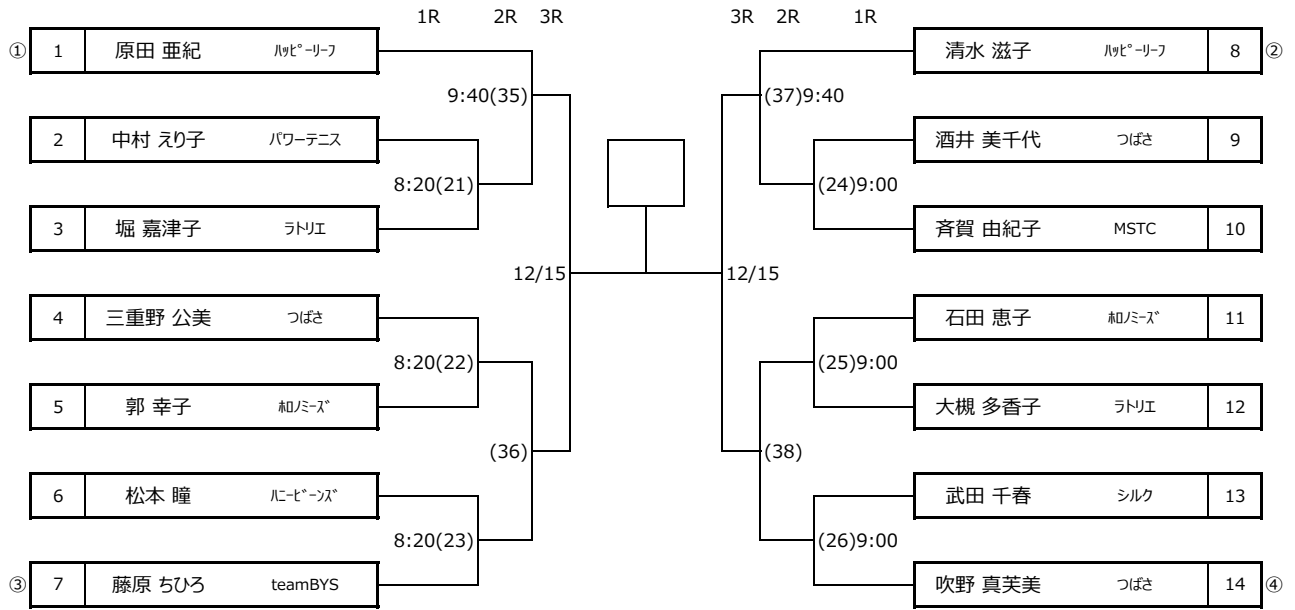 1R 2R 3R 3R 2R 1R
① 1 原田 亜紀 ﾊｯﾋﾟｰﾘｰﾌ 清水 滋子 ﾊｯﾋﾟｰﾘｰﾌ 8 ②
9:40(35) (37)9:40
2 中村 えり子 パワーテニス 酒井 美千代 つばさ 9
8:20(21) (24)9:00
3 堀 嘉津子 ラトリエ 斉賀 由紀子 MSTC 10
12/15 12/15
4 三重野 公美 つばさ 石田 恵子 ﾎﾛﾉﾐｰｽﾞ 11
8:20(22) (25)9:00
5 郭 幸子 ﾎﾛﾉﾐｰｽﾞ 大槻 多香子 ラトリエ 12
(36) (38)
6 松本 瞳 ﾊﾆｰﾋﾞｰﾝｽﾞ 武田 千春 シルク 13
8:20(23) (26)9:00
③ 7 藤原 ちひろ teamBYS 吹野 真芙美 つばさ 14 ④